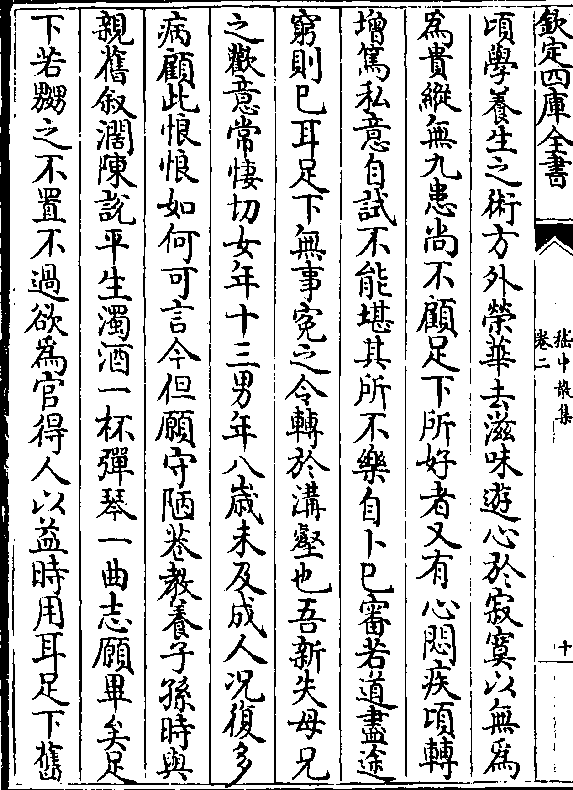 欽定四庫全書
嵇中散集
卷二
十
頃學養生之術方外榮華去滋味遊心於寂寞以無為
為貴縱無九患尚不顧足下所好者又有心悶疾頃轉
增篤私意自試不能堪其所不樂自卜已審若道盡途
窮則已耳足下無事寃之令轉於溝壑也吾新失母兄
之歡意常悽切女年十三男年八歲未及成人况復多
病顧此悢悢如何可言今但願守陋巷教養子孫時與
親舊叙濶陳説平生濁酒一杯彈琴一曲志願畢矣足
下若嬲之不置不過欲為官得人以益時用耳足下舊